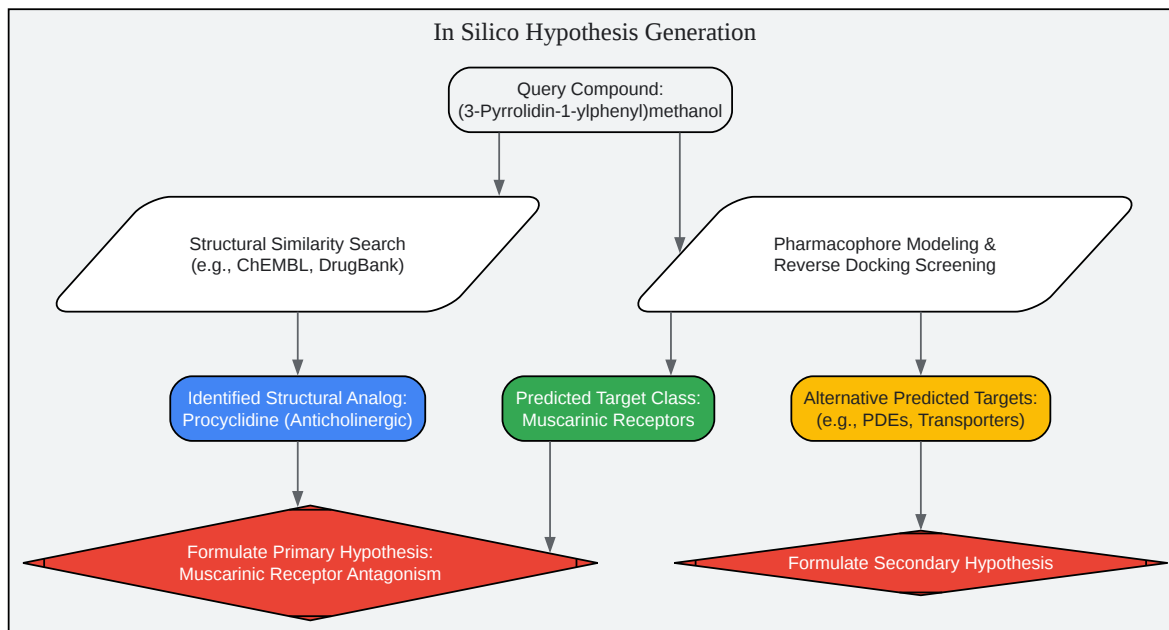 In Silico Hypothesis Generation
Query Compound:
(3-Pyrrolidin-1-ylphenyl)methanol
Structural Similarity Search
(e.g., ChEMBL, DrugBank)
Pharmacophore Modeling &
Reverse Docking Screening
Identified Structural Analog:
Procyclidine (Anticholinergic)
Predicted Target Class:
Muscarinic Receptors
Alternative Predicted Targets:
(e.g., PDEs, Transporters)
Formulate Primary Hypothesis:
Muscarinic Receptor Antagonism
Formulate Secondary Hypothesis